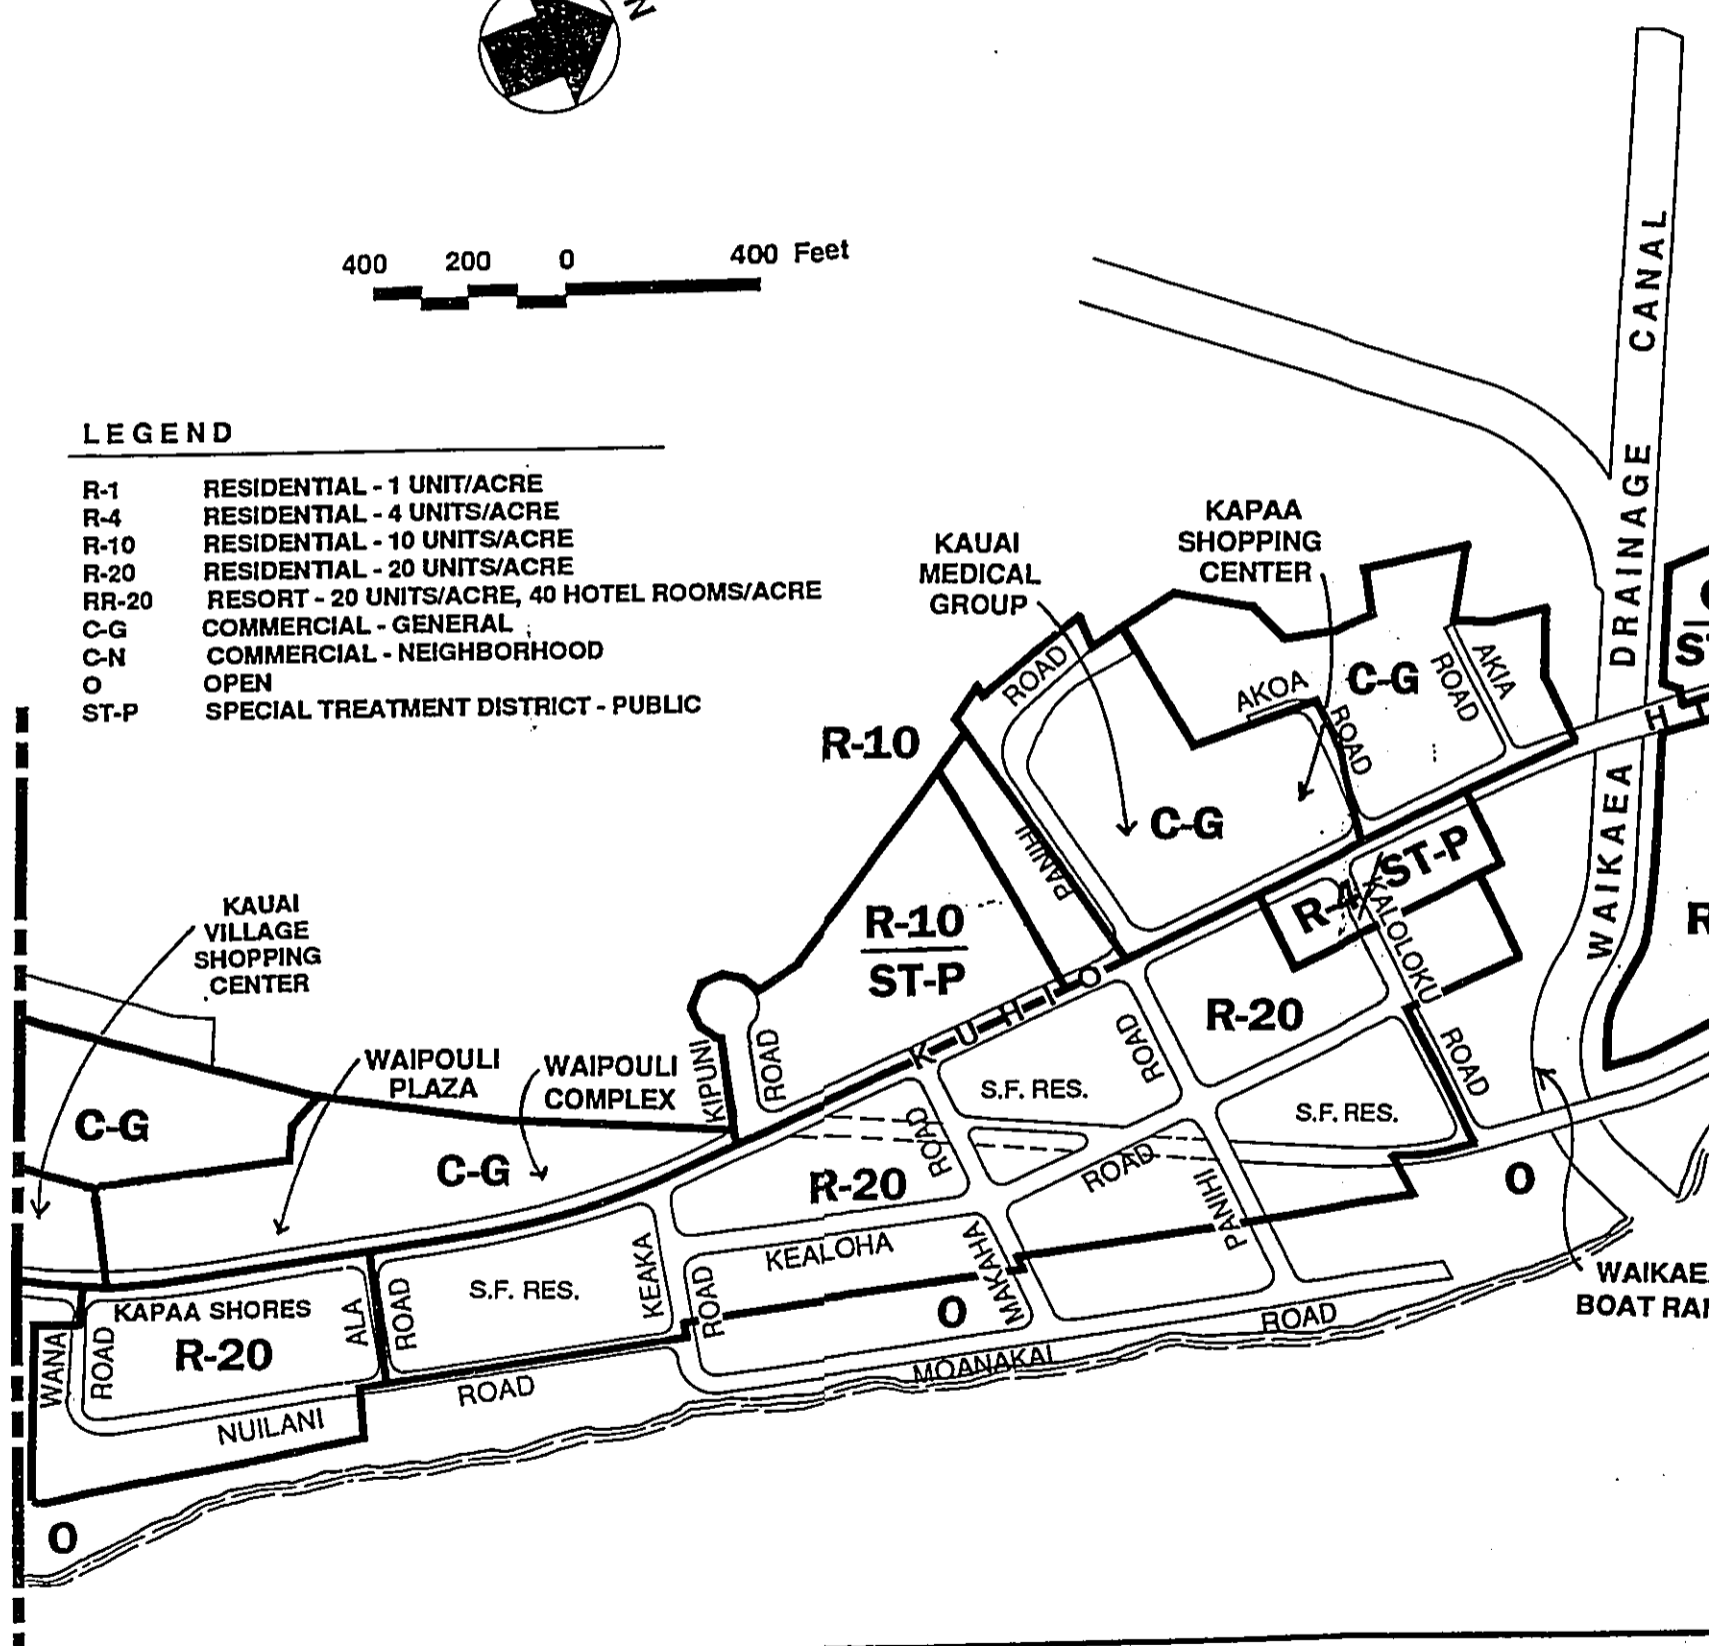 N
400 200 0 400 Feet
LEGEND
R-1 RESIDENTIAL - 1 UNIT/ACRE
R-4 RESIDENTIAL - 4 UNITS/ACRE
R-10 RESIDENTIAL - 10 UNITS/ACRE
R-20 RESIDENTIAL - 20 UNITS/ACRE
RR-20 RESORT - 20 UNITS/ACRE, 40 HOTEL ROOMS/ACRE
C-G COMMERCIAL - GENERAL
C-N COMMERCIAL - NEIGHBORHOOD
O OPEN
ST-P SPECIAL TREATMENT DISTRICT - PUBLIC
WAIKAEA DRAINAGE CANAL
KAPAA
SHOPPING
CENTER
KAUAI
MEDICAL
GROUP
ROAD
AKOA
ROAD
C-G
ROAD
AKIA
R-10
C-G
PANIHI
ST-P
R-4
KALOLOKU
ROAD
R-10
ST-P
KUHIO
R-20
KAUAI
VILLAGE
SHOPPING
CENTER
WAIPOULI
PLAZA
WAIPOULI
COMPLEX
KIPUNI
ROAD
S.F. RES.
ROAD
S.F. RES.
C-G
C-G
R-20
ROAD
ROAD
PANIHI
O
KEALOHA
MAKAHA
KEAKA
ROAD
S.F. RES.
KAPAA SHORES
R-20
ALA
ROAD
WANA
ROAD
O
NUILANI
ROAD
MOANAKAI
ROAD
O